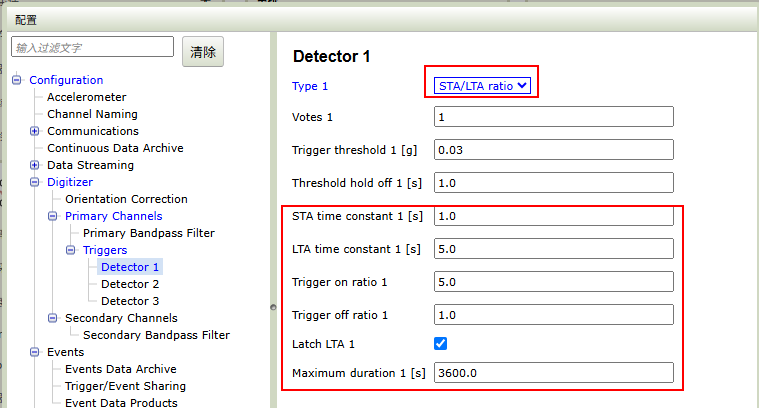 配置
输入过滤文字
清除
Configuration
Accelerometer
Channel Naming
Communications
Continuous Data Archive
Data Streaming
Digitizer
Orientation Correction
Primary Channels
Primary Bandpass Filter
Triggers
Detector 1
Detector 2
Detector 3
Secondary Channels
Secondary Bandpass Filter
Events
Events Data Archive
Trigger/Event Sharing
Event Data Products
Detector 1
Type 1 STA/LTA ratio
Votes 1 1
Trigger threshold 1 [g] 0.03
Threshold hold off 1 [s] 1.0
STA time constant 1 [s] 1.0
LTA time constant 1 [s] 5.0
Trigger on ratio 1 5.0
Trigger off ratio 1 1.0
Latch LTA 1
Maximum duration 1 [s] 3600.0